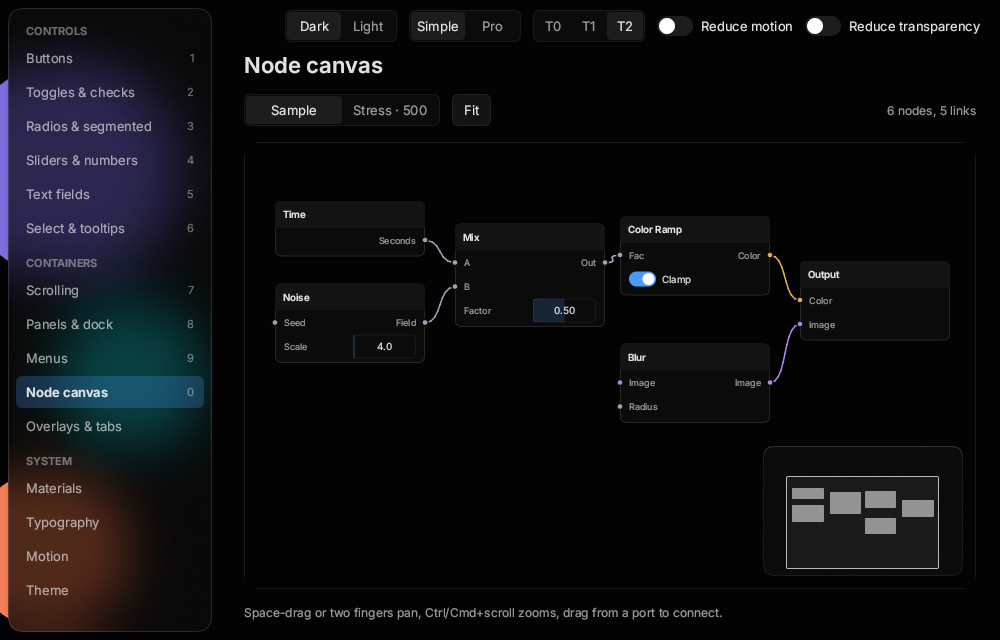 Dark
Light
Simple
Pro
T0
T1
T2
Reduce motion
Reduce transparency
CONTROLS
Buttons 1
Toggles & checks 2
Radios & segmented 3
Sliders & numbers 4
Text fields 5
Select & tooltips 6
CONTAINERS
Scrolling 7
Panels & dock 8
Menus 9
Node canvas 0
Overlays & tabs
SYSTEM
Materials
Typography
Motion
Theme
Node canvas
Sample
Stress · 500
Fit
6 nodes, 5 links
Time
Seconds
Noise
Seed Field
Scale 4.0
Mix
A Out
B
Factor 0.50
Color Ramp
Fac Color
Clamp
Blur
Image Image
Radius
Output
Color
Image
Space-drag or two fingers pan, Ctrl/Cmd+scroll zooms, drag from a port to connect.